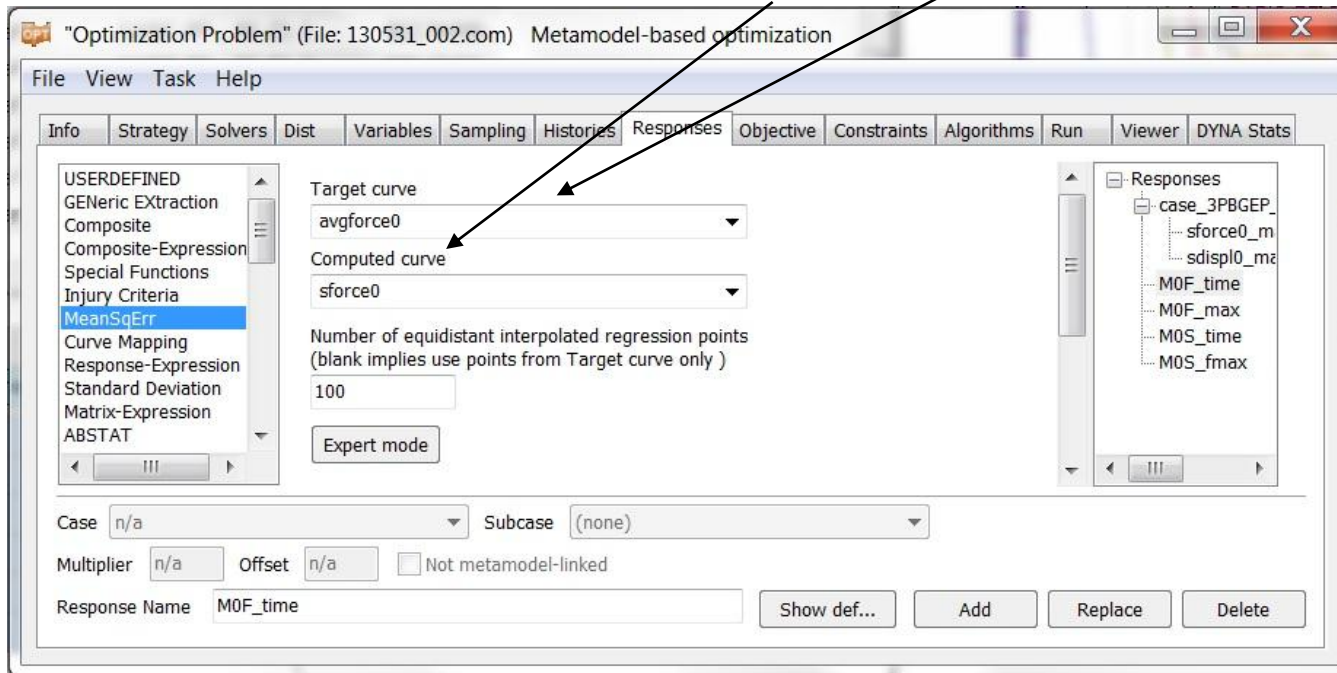 "Optimization Problem" (File: 130531_002.com) Metamodel-based optimization
File View Task Help
Info Strategy Solvers Dist Variables Sampling Histories Responses Objective Constraints Algorithms Run Viewer DYNA Stats
USERDEFINED
GENeric EXtraction
Composite
Composite-Expression
Special Functions
Injury Criteria
MeanSqErr
Curve Mapping
Response-Expression
Standard Deviation
Matrix-Expression
ABSTAT
Target curve
avgforce0
Computed curve
sforce0
Number of equidistant interpolated regression points
(blank implies use points from Target curve only )
100
Expert mode
Responses
case_3PBGEP_
sforce0_m
sdispl0_ma
M0F_time
M0F_max
M0S_time
M0S_fmax
Case n/a Subcase (none)
Multiplier n/a Offset n/a Not metamodel-linked
Response Name M0F_time Show def... Add Replace Delete